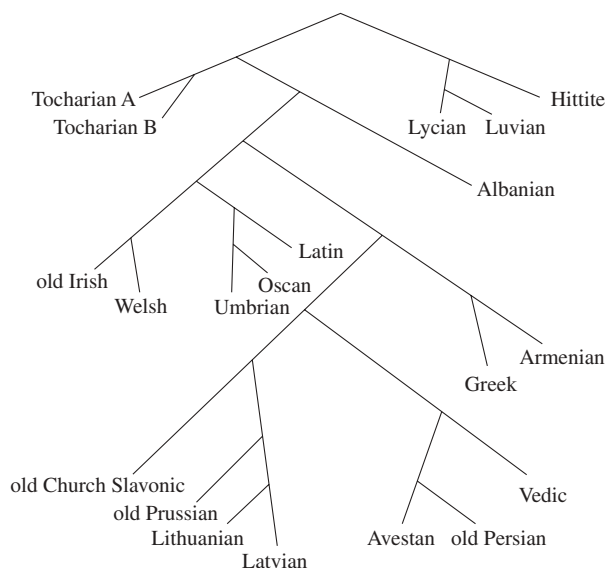 Tocharian A
Tocharian B
Hittite
Lycian
Luvian
Albanian
Latin
old Irish
Oscan
Welsh
Umbrian
Armenian
Greek
old Church Slavonic
Vedic
old Prussian
Lithuanian
Avestan
old Persian
Latvian